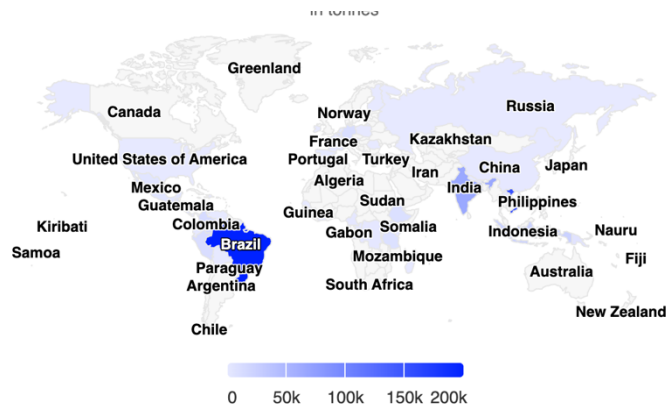 in tonnes
Greenland
Canada
Norway
Russia
France
Kazakhstan
United States of America
Portugal
Turkey
China
Japan
Iran
Mexico
Algeria
India
Guatemala
Sudan
Philippines
Guinea
Colombia
Somalia
Kiribati
Gabon
Indonesia
Nauru
Brazil
Samoa
Mozambique
Fiji
Paraguay
Australia
Argentina
South Africa
New Zealand
Chile
0 50k 100k 150k 200k